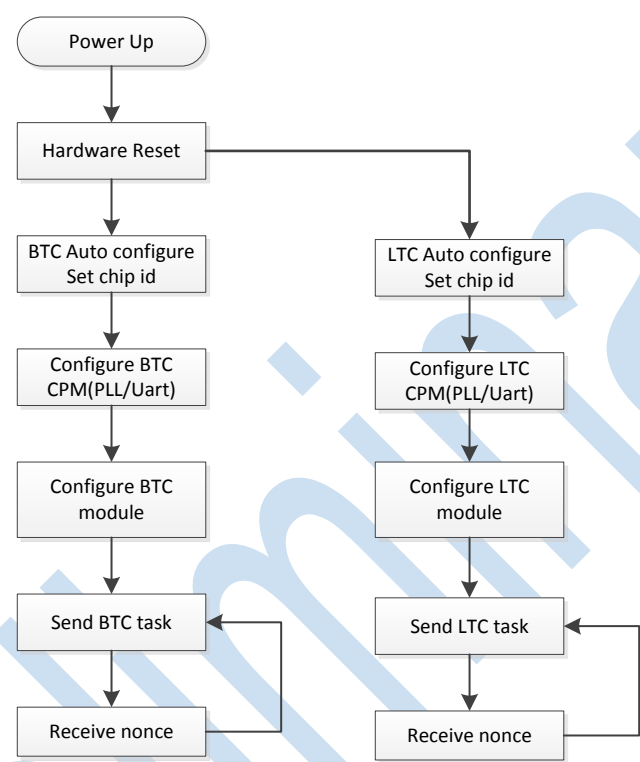 Power Up
Hardware Reset
BTC Auto configure
Set chip id
LTC Auto configure
Set chip id
Configure BTC
CPM(PLL/Uart)
Configure LTC
CPM(PLL/Uart)
Configure BTC
module
Configure LTC
module
Send BTC task
Send LTC task
Receive nonce
Receive nonce